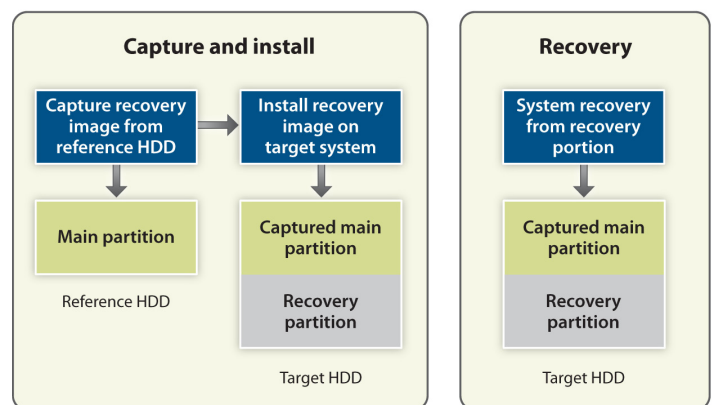 Capture and install
Capture recovery
image from
reference HDD
Install recovery
image on
target system
Main partition
Captured main
partition
Recovery
partition
Reference HDD
Target HDD
Recovery
System recovery
from recovery
portion
Captured main
partition
Recovery
partition
Target HDD